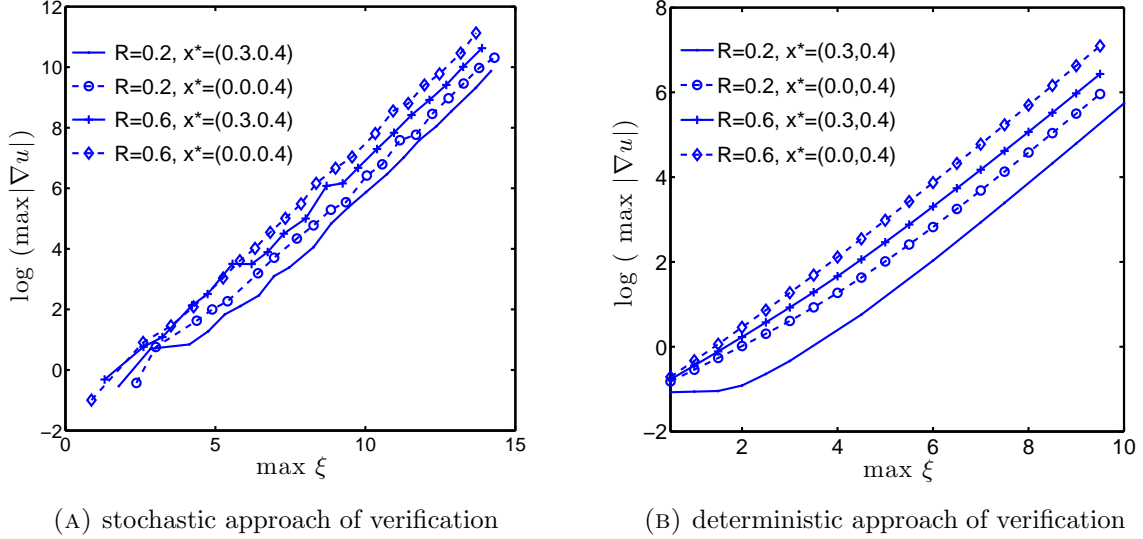 12
10
8
6
4
2
0
−2
0
5
10
15
log (max |∇u|)
max ξ
R=0.2, x*=(0.3.0.4)
R=0.2, x*=(0.0.0.4)
R=0.6, x*=(0.3.0.4)
R=0.6, x*=(0.0.0.4)
(A) stochastic approach of verification
8
6
4
2
0
−2
2
4
6
8
10
log ( max |∇u|)
max ξ
R=0.2, x*=(0.3,0.4)
R=0.2, x*=(0.0,0.4)
R=0.6, x*=(0.3,0.4)
R=0.6, x*=(0.0,0.4)
(B) deterministic approach of verification